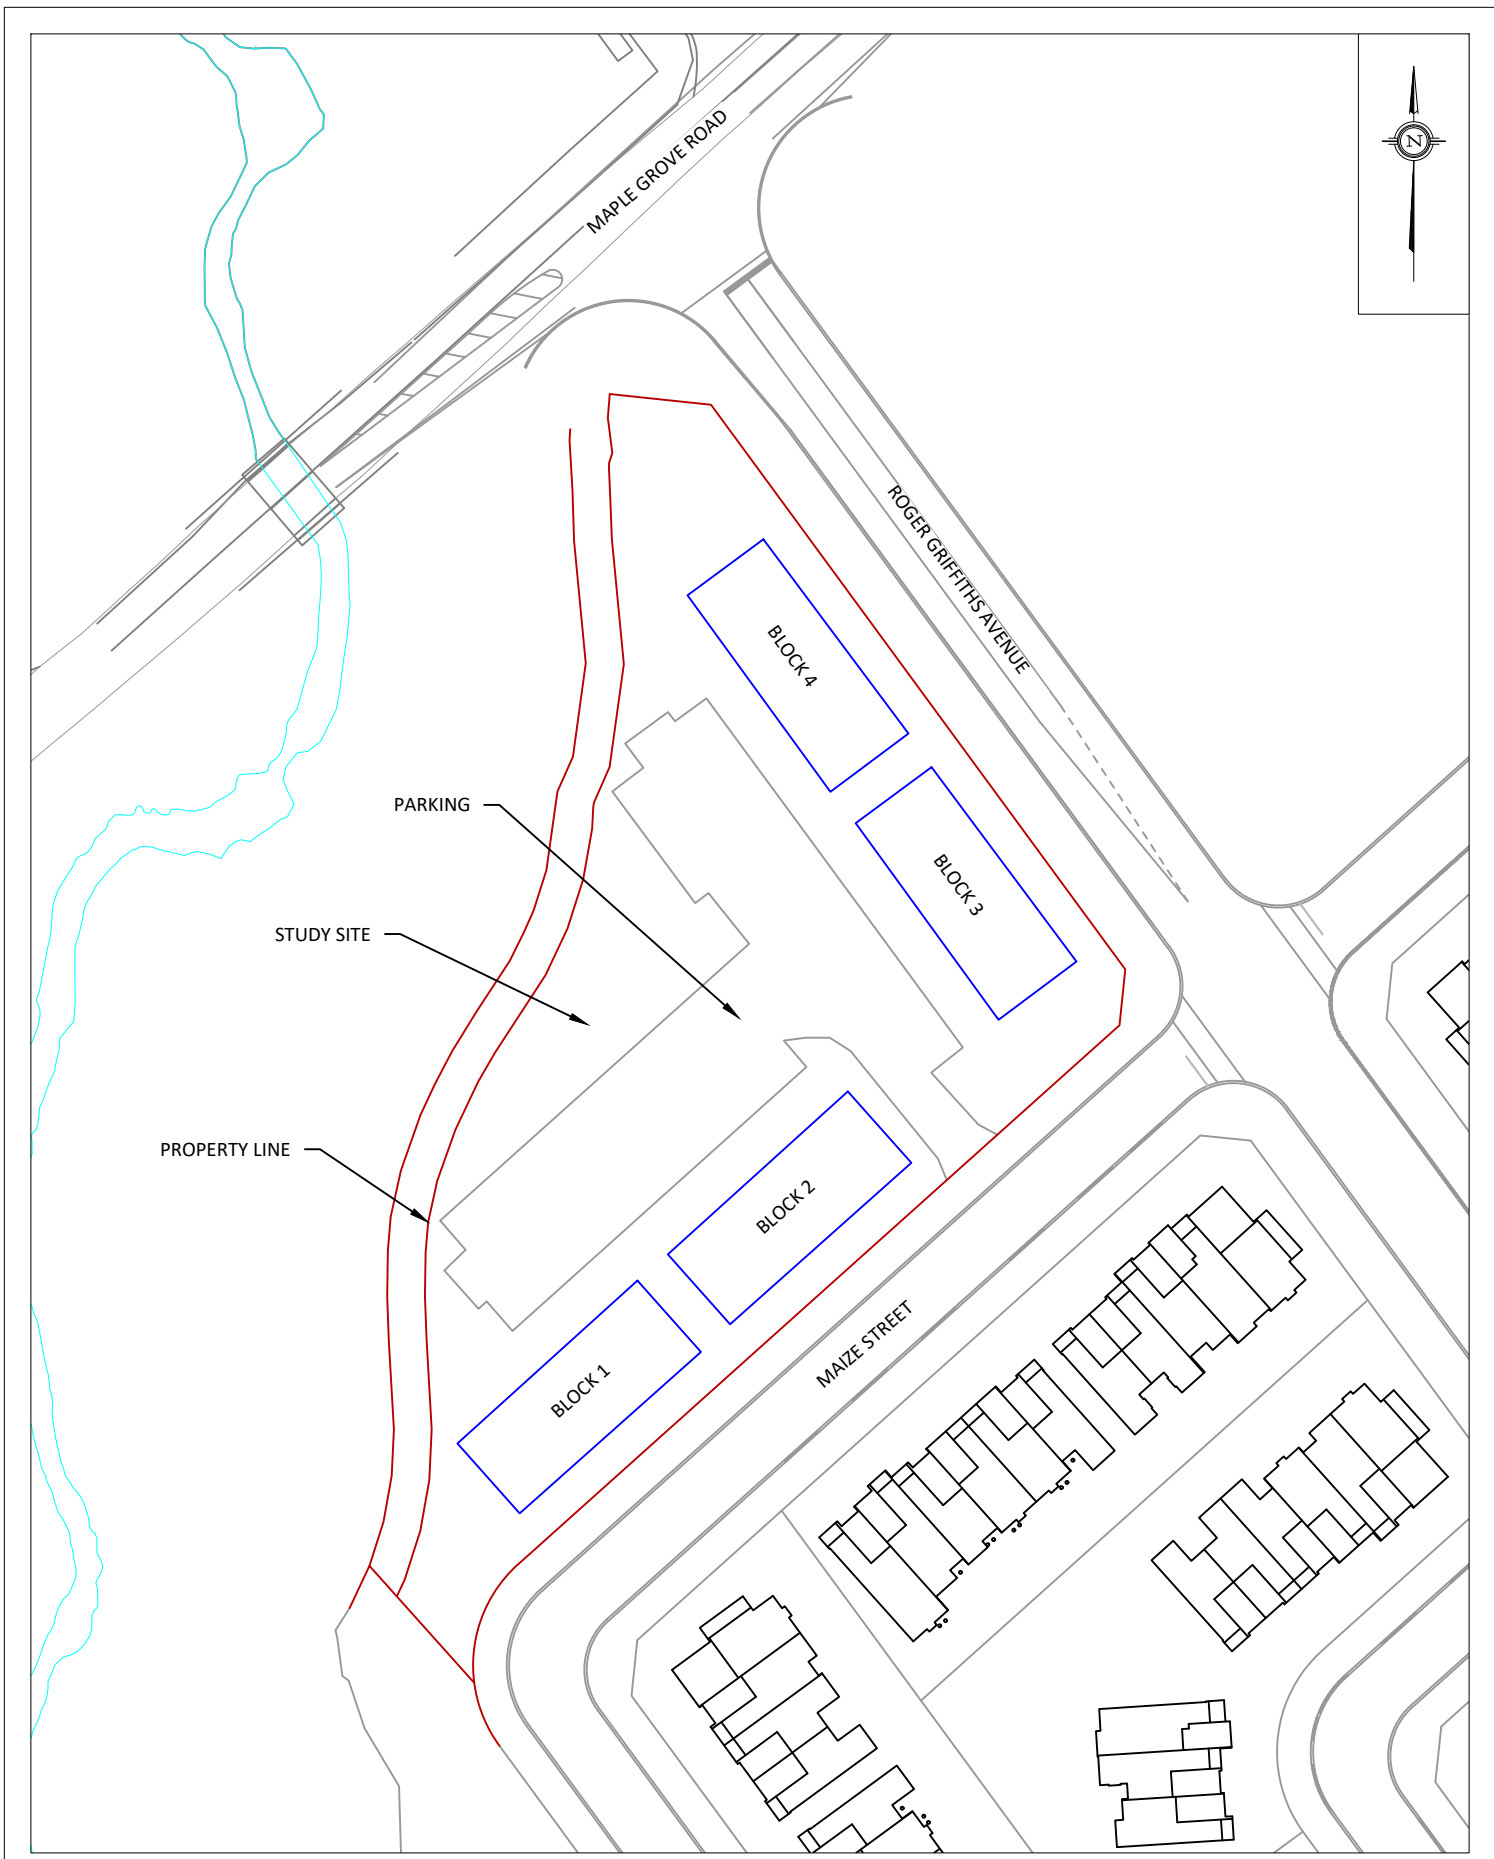 N
MAPLE GROVE ROAD
ROGER GRIFFITHS AVENUE
BLOCK 4
PARKING
BLOCK 3
STUDY SITE
PROPERTY LINE
BLOCK 2
MAIZE STREET
BLOCK 1